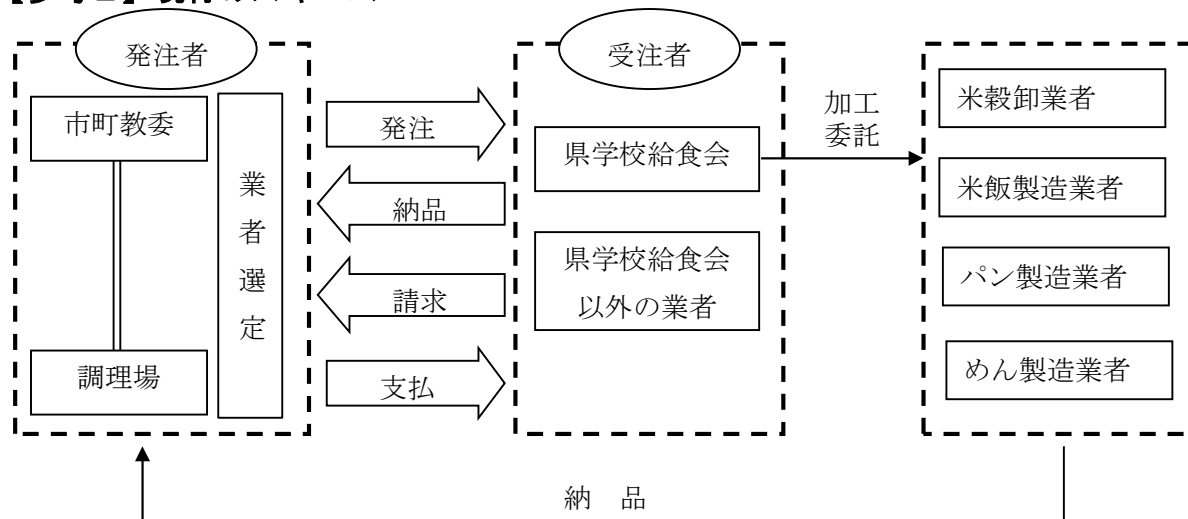 発注者
市町教委
調理場
業者選定
発注
納品
請求
支払
受注者
県学校給食会
県学校給食会
以外の業者
加工
委託
米穀卸業者
米飯製造業者
パン製造業者
めん製造業者
納 品